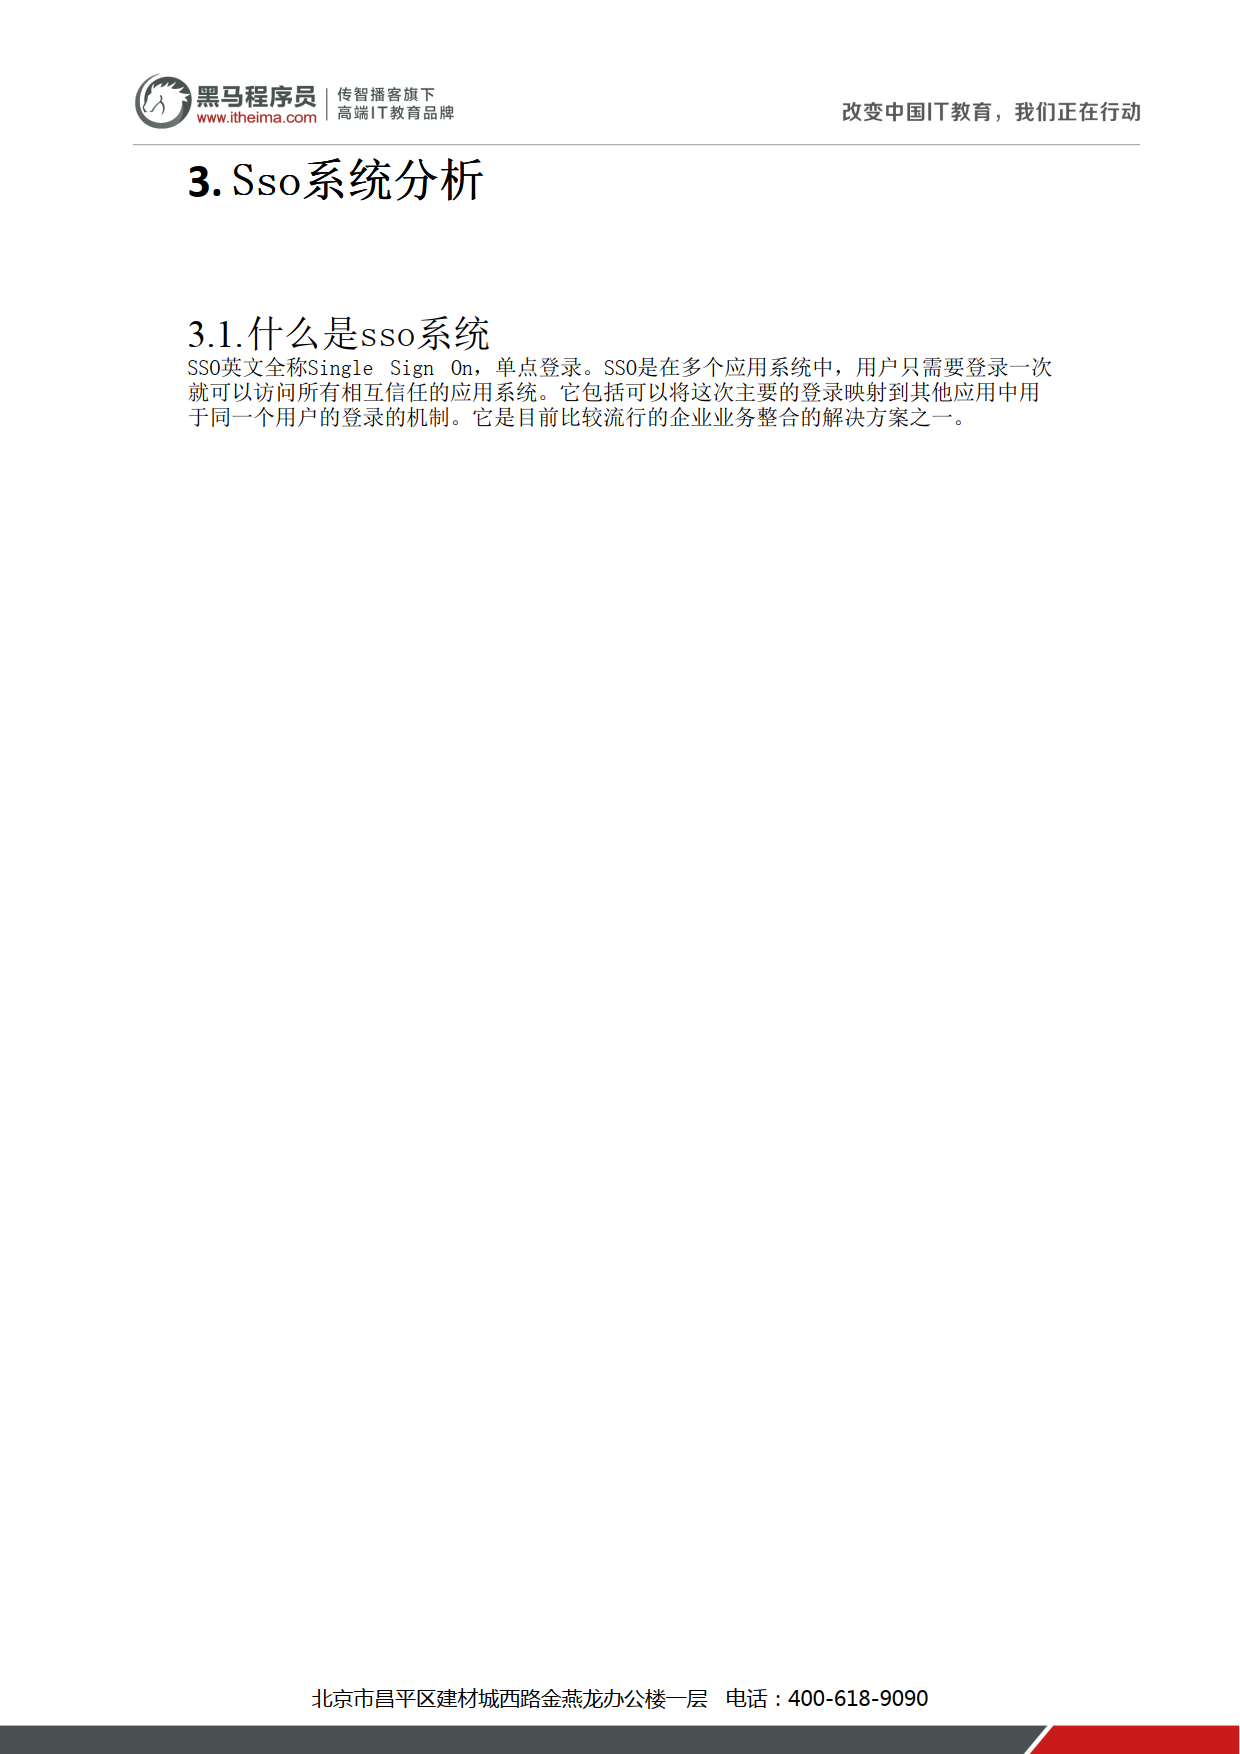 黑马程序员
www.itheima.com
传智播客旗下
高端IT教育品牌
改变中国IT教育，我们正在行动
3. Sso系统分析
3.1.什么是sso系统
SSO英文全称Single Sign On，单点登录。SSO是在多个应用系统中，用户只需要登录一次
就可以访问所有相互信任的应用系统。它包括可以将这次主要的登录映射到其他应用中用
于同一个用户的登录的机制。它是目前比较流行的企业业务整合的解决方案之一。
北京市昌平区建材城西路金燕龙办公楼一层 电话：400-618-9090